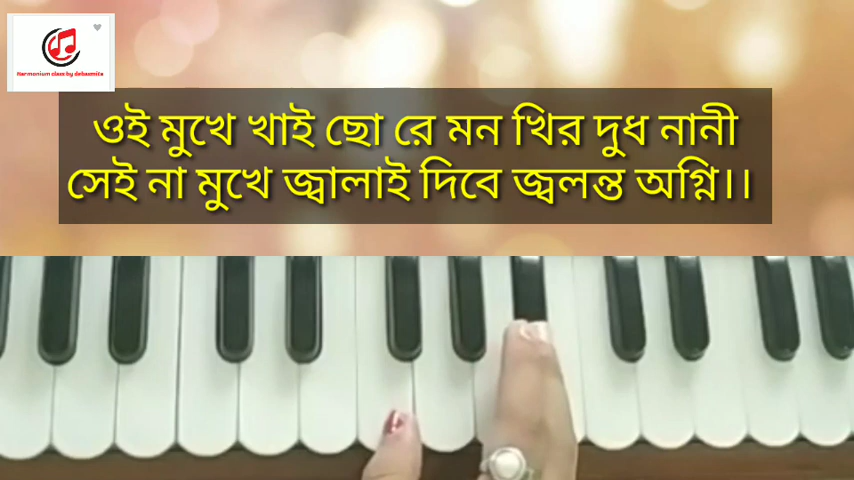 Harmonium class by debasmita
ওই মুখে খাই ছো রে মন খির দুধ নানী
সেই না মুখে জ্বালাই দিবে জ্বলন্ত অগ্নি।।